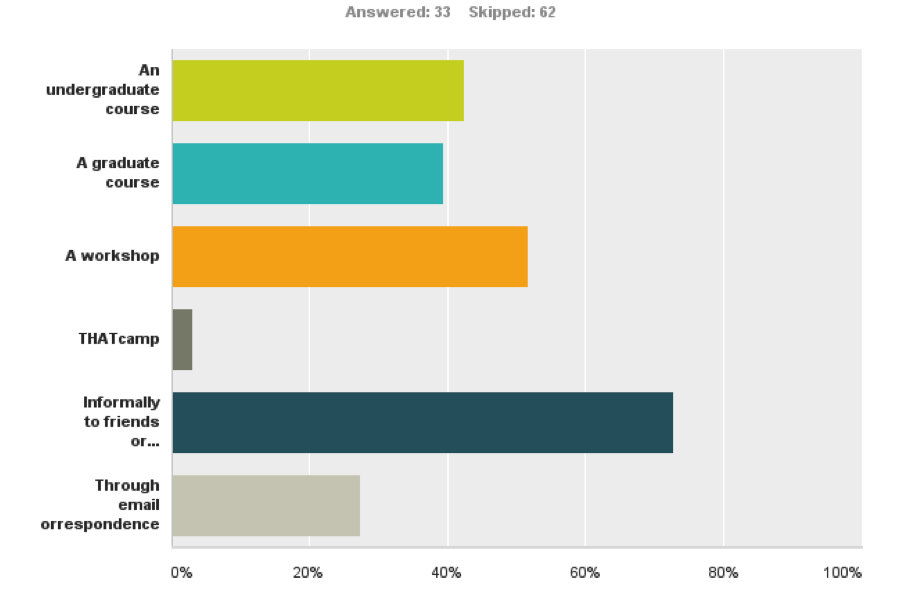 Answered: 33 Skipped: 62
An
undergraduate
course
A graduate
course
A workshop
THATcamp
Informally
to friends
or...
Through
email
orrespondence
0% 20% 40% 60% 80% 100%